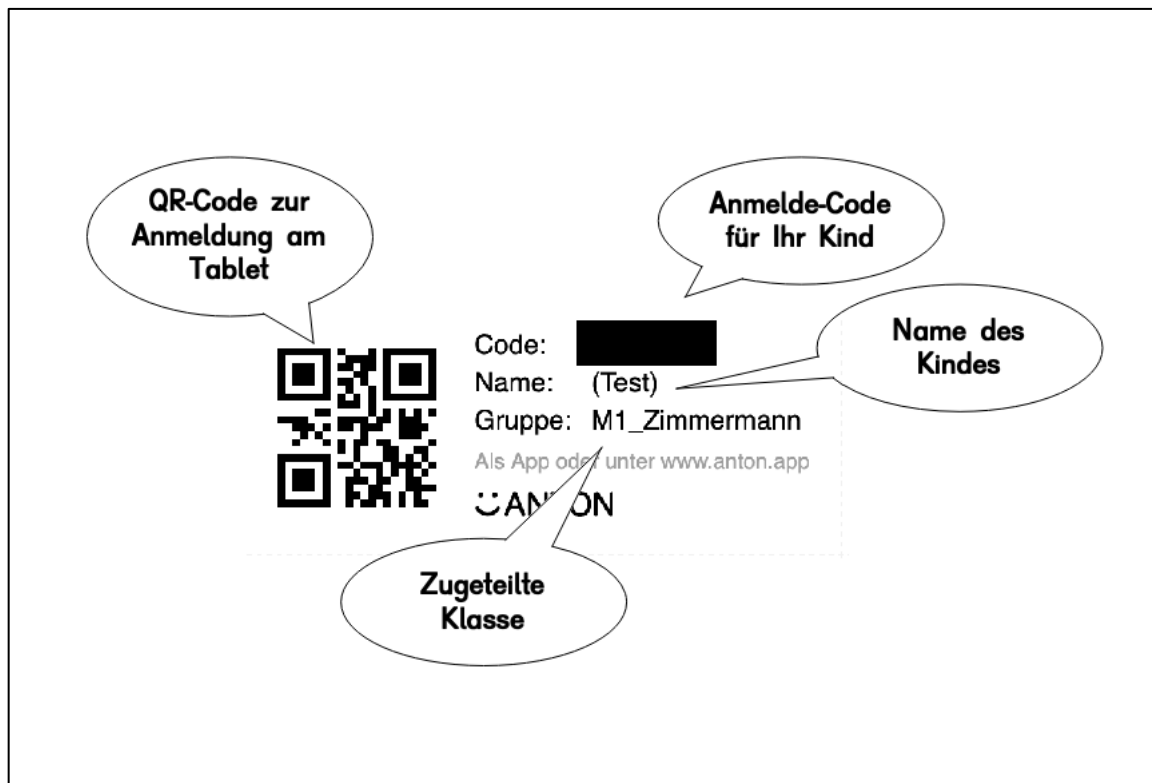 QR-Code zur
Anmeldung am
Tablet
Anmelde-Code
für Ihr Kind
Name des
Kindes
Code:
Name: (Test)
Gruppe: M1_Zimmermann
Als App oder unter www.anton.app
ANTON
Zugeteilte
Klasse